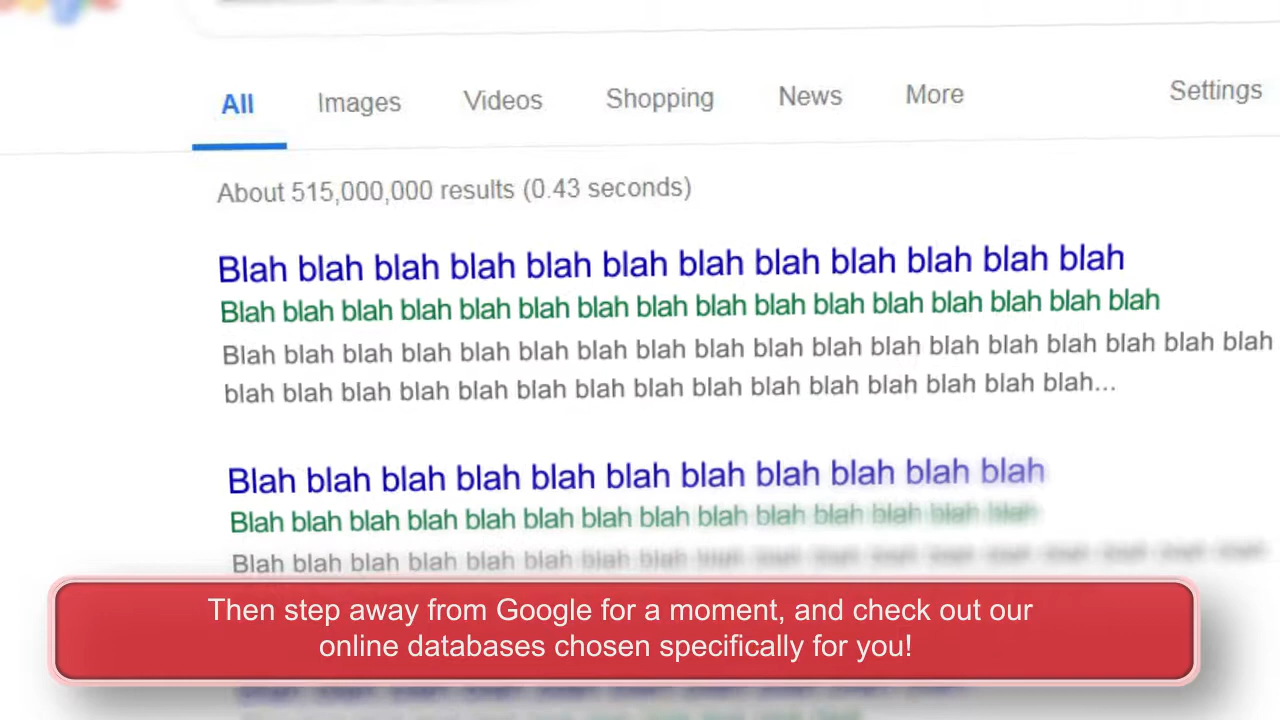 All Images Videos Shopping News More Settings
About 515,000,000 results (0.43 seconds)
Blah blah blah blah blah blah blah blah blah blah blah blah
Blah blah blah blah blah blah blah blah blah blah blah blah blah blah blah blah
Blah blah blah blah blah blah blah blah blah blah blah blah blah blah blah blah blah blah
blah blah blah blah blah blah blah blah blah blah blah blah blah blah blah...
Blah blah blah blah blah blah blah blah blah blah blah
Blah blah blah blah blah blah blah blah blah blah blah blah blah blah
Blah blah blah blah blah blah blah blah
Then step away from Google for a moment, and check out our
online databases chosen specifically for you!